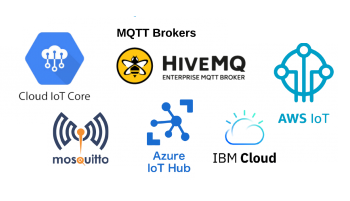 MQTT Brokers
HIVEMQ
ENTERPRISE MQTT BROKER
Cloud IoT Core
AWS IoT
mosquitto
Azure
IoT Hub
IBM Cloud